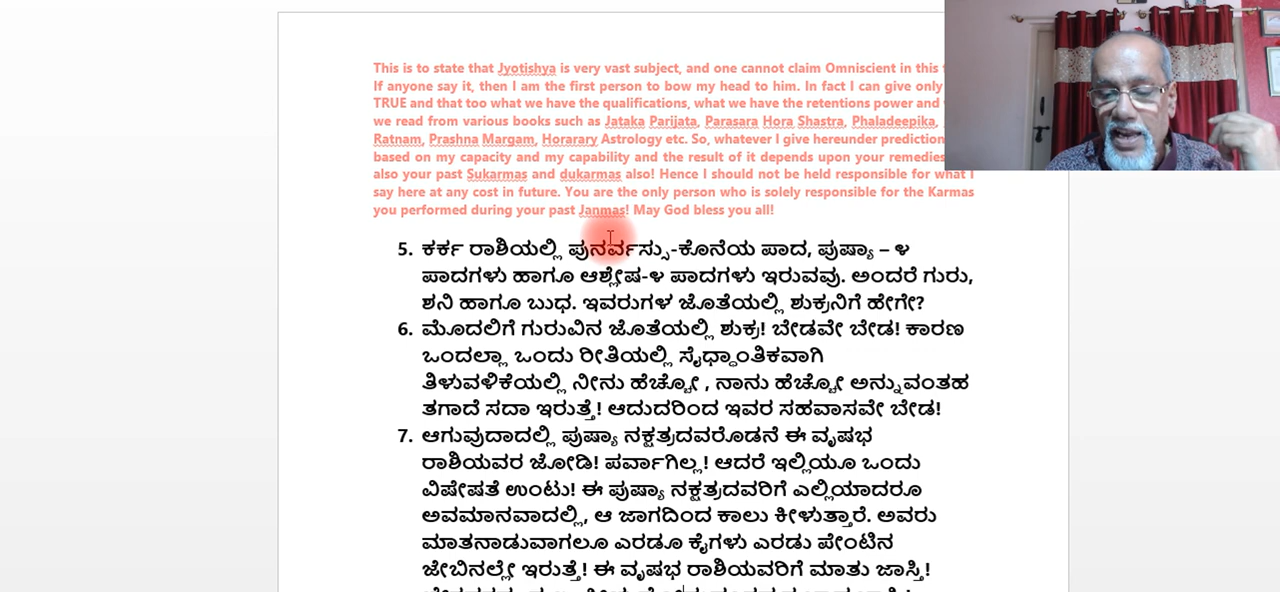 This is to state that Jyotishya is very vast subject, and one cannot claim Omniscient in this
If anyone say it, then I am the first person to bow my head to him. In fact I can give only
TRUE and that too what we have the qualifications, what we have the retentions power and
we read from various books such as Jataka Parijata, Parasara Hora Shastra, Phaladeepika,
Ratnam, Prashna Margam, Horarary Astrology etc. So, whatever I give hereunder prediction
based on my capacity and my capability and the result of it depends upon your remedies
also your past Sukarmas and dukarmas also! Hence I should not be held responsible for what I
say here at any cost in future. You are the only person who is solely responsible for the Karmas
you performed during your past Janmas! May God bless you all!
5. ಕರ್ಕ ರಾಶಿಯಲ್ಲಿ ಪುನರ್ವಸ್ಸು-ಕೊನೆಯ ಪಾದ, ಪುಷ್ಯಾ – ೪
ಪಾದಗಳು ಹಾಗೂ ಆಶ್ಲೇಷ-೪ ಪಾದಗಳು ಇರುವವು. ಅಂದರೆ ಗುರು,
ಶನಿ ಹಾಗೂ ಬುಧ. ಇವರುಗಳ ಜೊತೆಯಲ್ಲಿ ಶುಕ್ರನಿಗೆ ಹೇಗೇ?
6. ಮೊದಲಿಗೆ ಗುರುವಿನ ಜೊತೆಯಲ್ಲಿ ಶುಕ್ರ! ಬೇಡವೇ ಬೇಡ! ಕಾರಣ
ಒಂದಲ್ಲಾ ಒಂದು ರೀತಿಯಲ್ಲಿ ಸೈಧ್ಧಾಂತಿಕವಾಗಿ
ತಿಳುವಳಿಕೆಯಲ್ಲಿ ನೀನು ಹೆಚ್ಚೋ , ನಾನು ಹೆಚ್ಚೋ ಅನ್ನುವಂತಹ
ತಗಾದೆ ಸದಾ ಇರುತ್ತೆ! ಆದುದರಿಂದ ಇವರ ಸಹವಾಸವೇ ಬೇಡ!
7. ಆಗುವುದಾದಲ್ಲಿ ಪುಷ್ಯಾ ನಕ್ಷತ್ರದವರೊಡನೆ ಈ ವೃಷಭ
ರಾಶಿಯವರ ಜೋಡಿ! ಪರ್ವಾಗಿಲ್ಲ! ಆದರೆ ಇಲ್ಲಿಯೂ ಒಂದು
ವಿಷೇಷತೆ ಉಂಟು! ಈ ಪುಷ್ಯಾ ನಕ್ಷತ್ರದವರಿಗೆ ಎಲ್ಲಿಯಾದರೂ
ಅವಮಾನವಾದಲ್ಲಿ, ಆ ಜಾಗದಿಂದ ಕಾಲು ಕೀಳುತ್ತಾರೆ. ಅವರು
ಮಾತನಾಡುವಾಗಲೂ ಎರಡೂ ಕೈಗಳು ಎರಡು ಪೇಂಟಿನ
ಜೇಬಿನಲ್ಲೇ ಇರುತ್ತೆ! ಈ ವೃಷಭ ರಾಶಿಯವರಿಗೆ ಮಾತು ಜಾಸ್ತಿ!